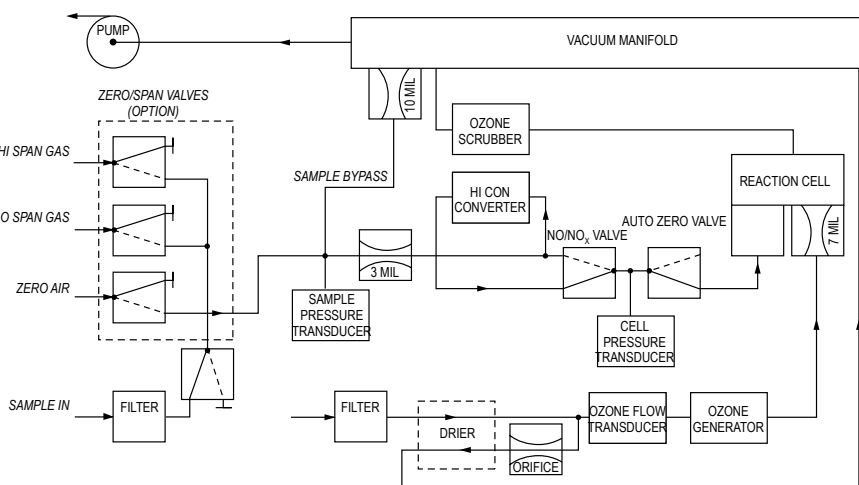 PUMP
VACUUM MANIFOLD
ZERO/SPAN VALVES
(OPTION)
10 MIL
OZONE
SCRUBBER
HI SPAN GAS
SAMPLE BYPASS
HI CON
CONVERTER
REACTION CELL
O SPAN GAS
AUTO ZERO VALVE
NO/NOX VALVE
7 MIL
3 MIL
ZERO AIR
SAMPLE
PRESSURE
TRANSDUCER
CELL
PRESSURE
TRANSDUCER
SAMPLE IN
FILTER
FILTER
DRIER
OZONE FLOW
TRANSDUCER
OZONE
GENERATOR
ORIFICE